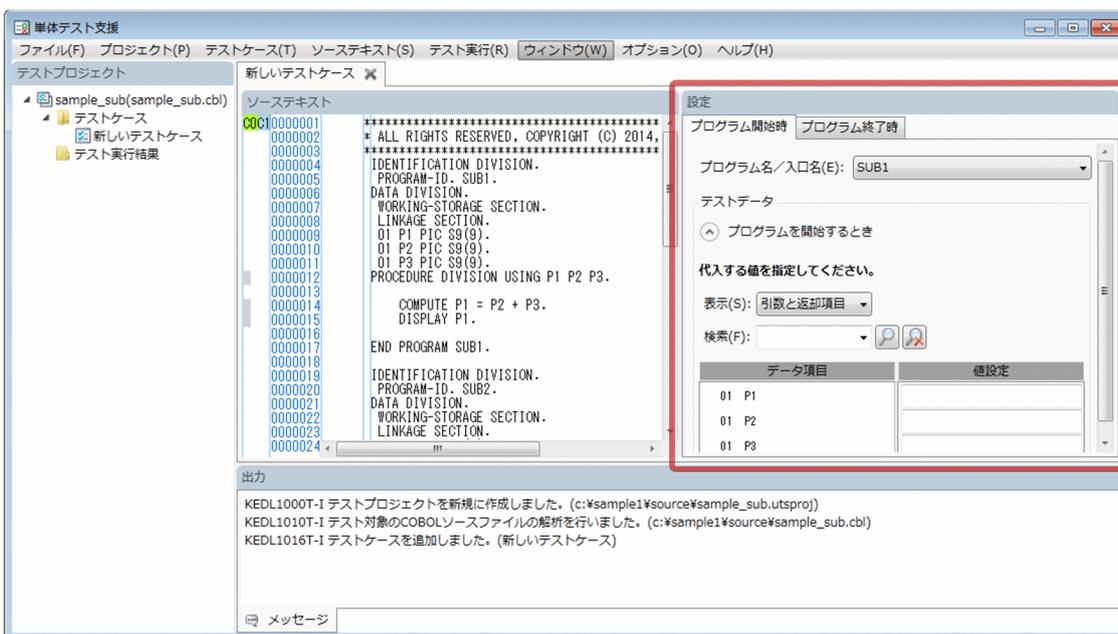 単体テスト支援
ファイル(F) プロジェクト(P) テストケース(T) ソーステキスト(S) テスト実行(R) ウィンドウ(W) オプション(O) ヘルプ(H)
テストプロジェクト
sample_sub(sample_sub.cbl)
テストケース
新しいテストケース
テスト実行結果
新しいテストケース
ソーステキスト
C0C1
0000001 *****************************************
0000002 * ALL RIGHTS RESERVED, COPYRIGHT (C) 2014,
0000003 *****************************************
0000004 IDENTIFICATION DIVISION.
0000005 PROGRAM-ID. SUB1.
0000006 DATA DIVISION.
0000007 WORKING-STORAGE SECTION.
0000008 LINKAGE SECTION.
0000009 01 P1 PIC S9(9).
0000010 01 P2 PIC S9(9).
0000011 01 P3 PIC S9(9).
0000012 PROCEDURE DIVISION USING P1 P2 P3.
0000013
0000014 COMPUTE P1 = P2 + P3.
0000015 DISPLAY P1.
0000016
0000017 END PROGRAM SUB1.
0000018
0000019 IDENTIFICATION DIVISION.
0000020 PROGRAM-ID. SUB2.
0000021 DATA DIVISION.
0000022 WORKING-STORAGE SECTION.
0000023 LINKAGE SECTION.
0000024
設定
プログラム開始時 プログラム終了時
プログラム名/入口名(E): SUB1
テストデータ
プログラムを開始するとき
代入する値を指定してください。
表示(S): 引数と返却項目
検索(F):
データ項目 値設定
01 P1
01 P2
01 P3
出力
KEDL1000T-I テストプロジェクトを新規に作成しました。(c:¥sample1¥source¥sample_sub.utsproj)
KEDL1010T-I テスト対象のCOBOLソースファイルの解析を行いました。(c:¥sample1¥source¥sample_sub.cbl)
KEDL1016T-I テストケースを追加しました。(新しいテストケース)
メッセージ